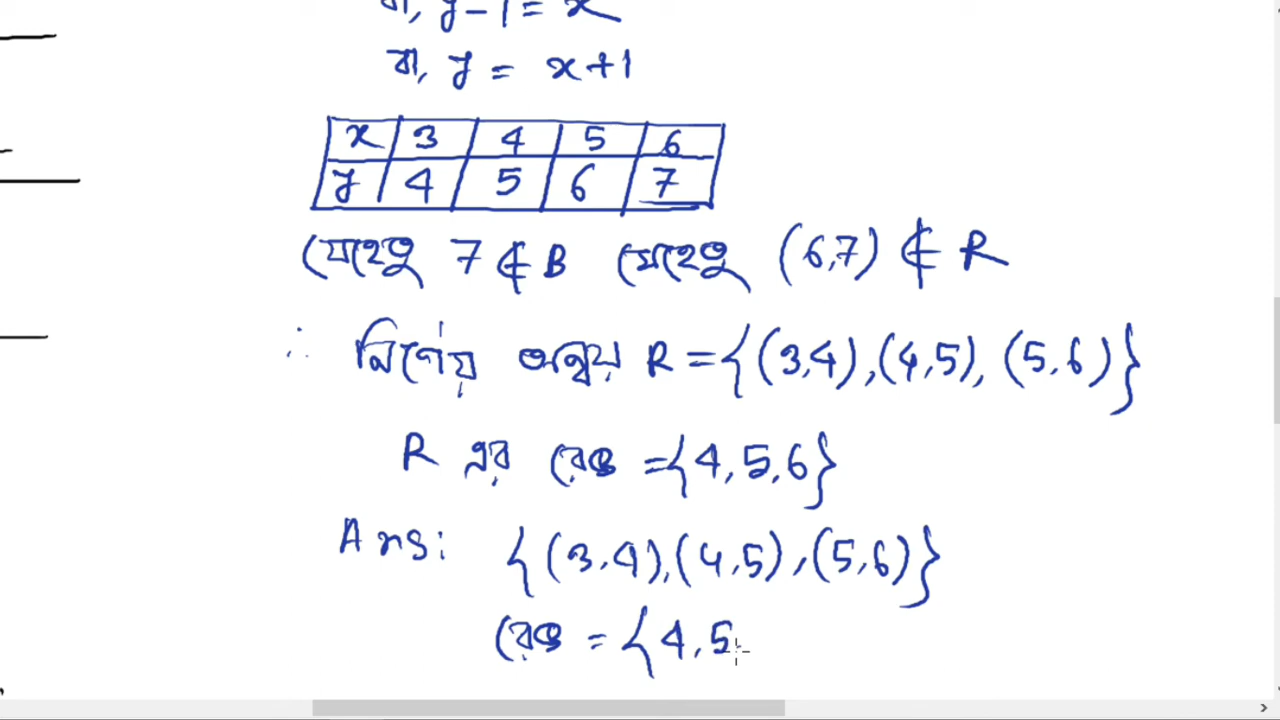 বা, y-1 = x
বা, y = x+1
x 3 4 5 6
y 4 5 6 7
যেহেতু 7 ∉ B যেহেতু (6,7) ∉ R
∴ নির্ণেয় অন্বয় R = {(3,4),(4,5),(5,6)}
R এর রেঞ্জ = {4,5,6}
Ans: {(3,4),(4,5),(5,6)}
রেঞ্জ = {4,5